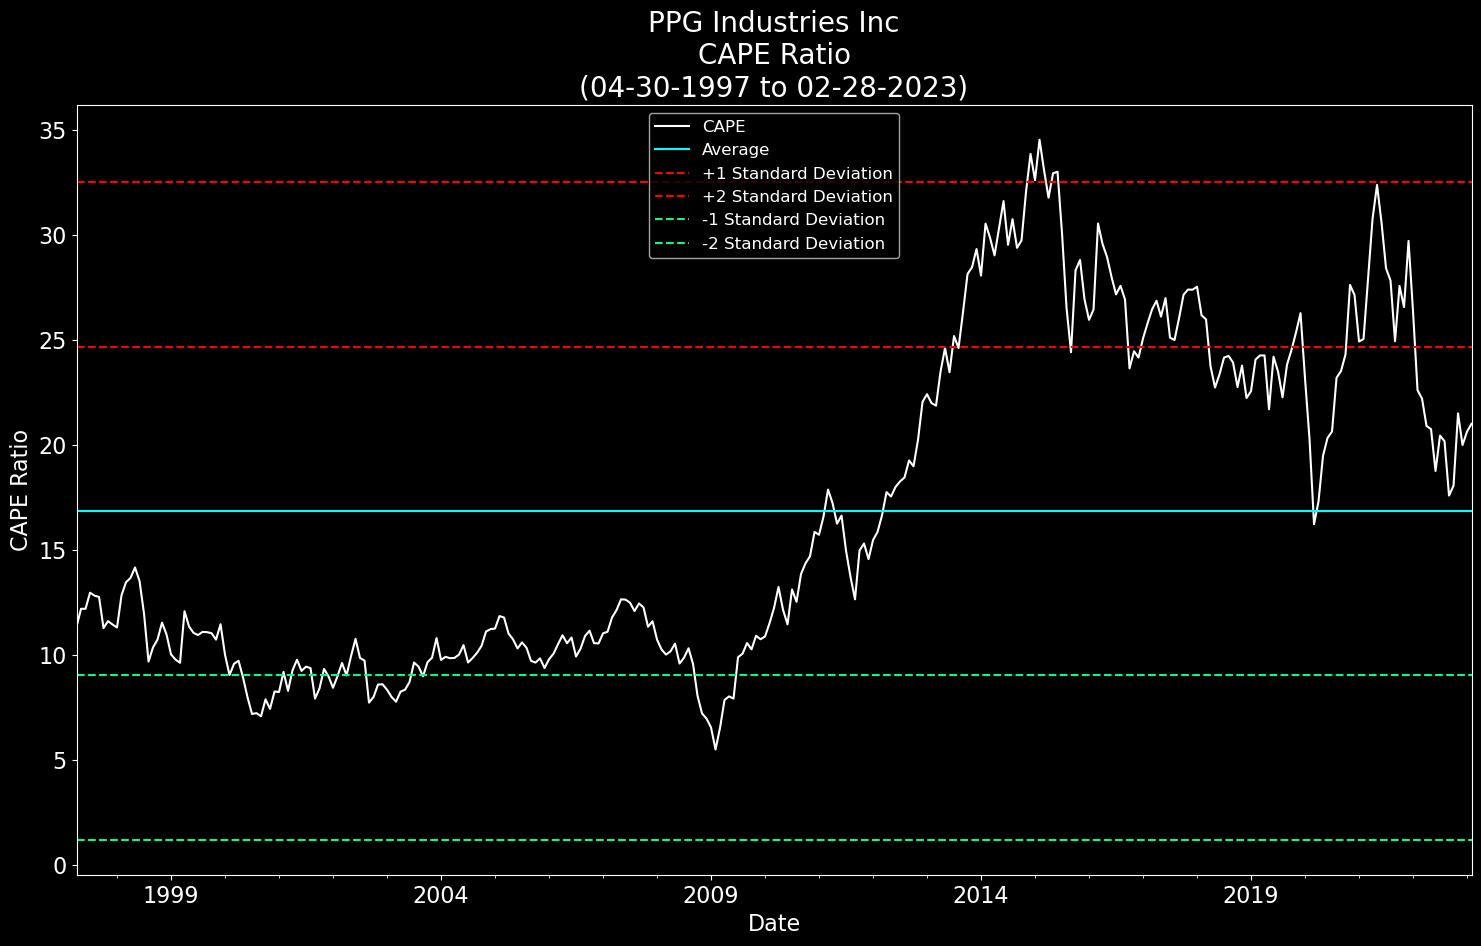 PPG Industries Inc
CAPE Ratio
(04-30-1997 to 02-28-2023)
CAPE
Average
+1 Standard Deviation
+2 Standard Deviation
-1 Standard Deviation
-2 Standard Deviation
CAPE Ratio
35
30
25
20
15
10
5
0
1999 2004 2009 2014 2019
Date